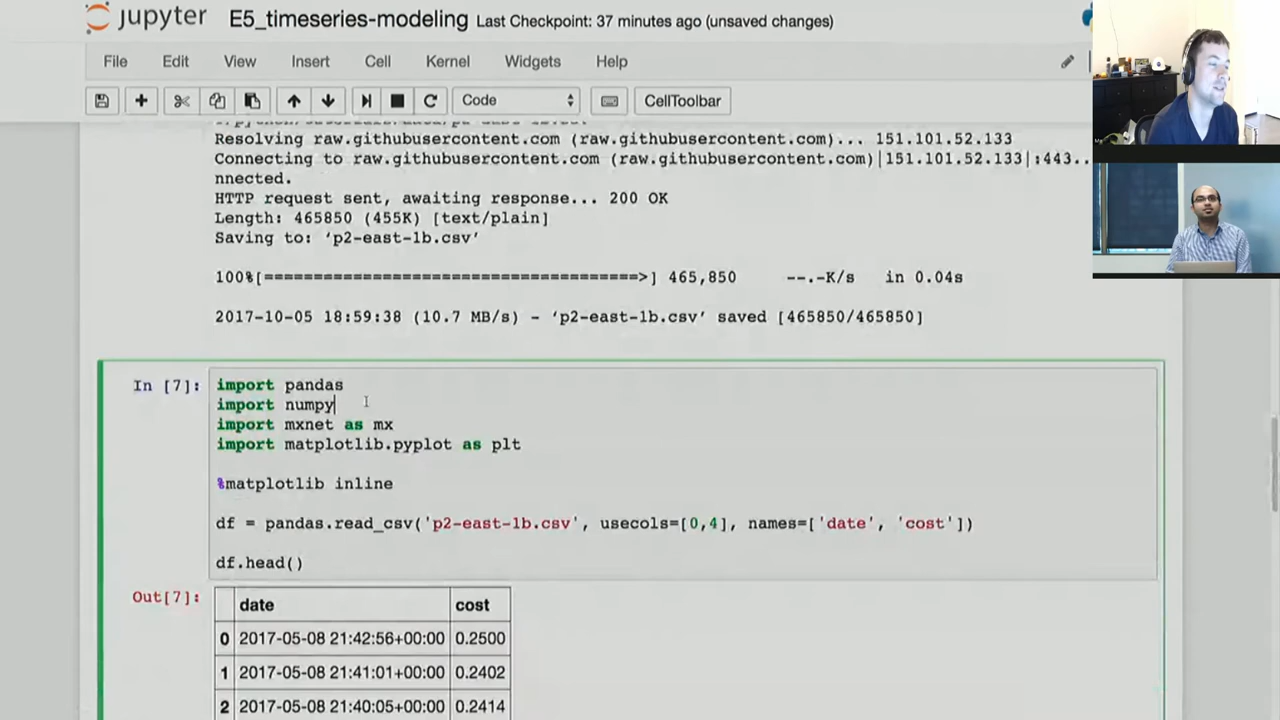 jupyter E5_timeseries-modeling Last Checkpoint: 37 minutes ago (unsaved changes)
File Edit View Insert Cell Kernel Widgets Help
Code CellToolbar
Resolving raw.githubusercontent.com (raw.githubusercontent.com)... 151.101.52.133
Connecting to raw.githubusercontent.com (raw.githubusercontent.com)|151.101.52.133|:443..
nnected.
HTTP request sent, awaiting response... 200 OK
Length: 465850 (455K) [text/plain]
Saving to: ‘p2-east-1b.csv’
100%[======================================>] 465,850 --.-K/s in 0.04s
2017-10-05 18:59:38 (10.7 MB/s) - ‘p2-east-1b.csv’ saved [465850/465850]
In [7]: import pandas
import numpy
import mxnet as mx
import matplotlib.pyplot as plt
%matplotlib inline
df = pandas.read_csv('p2-east-1b.csv', usecols=[0,4], names=['date', 'cost'])
df.head()
Out[7]:
date cost
0 2017-05-08 21:42:56+00:00 0.2500
1 2017-05-08 21:41:01+00:00 0.2402
2 2017-05-08 21:40:05+00:00 0.2414